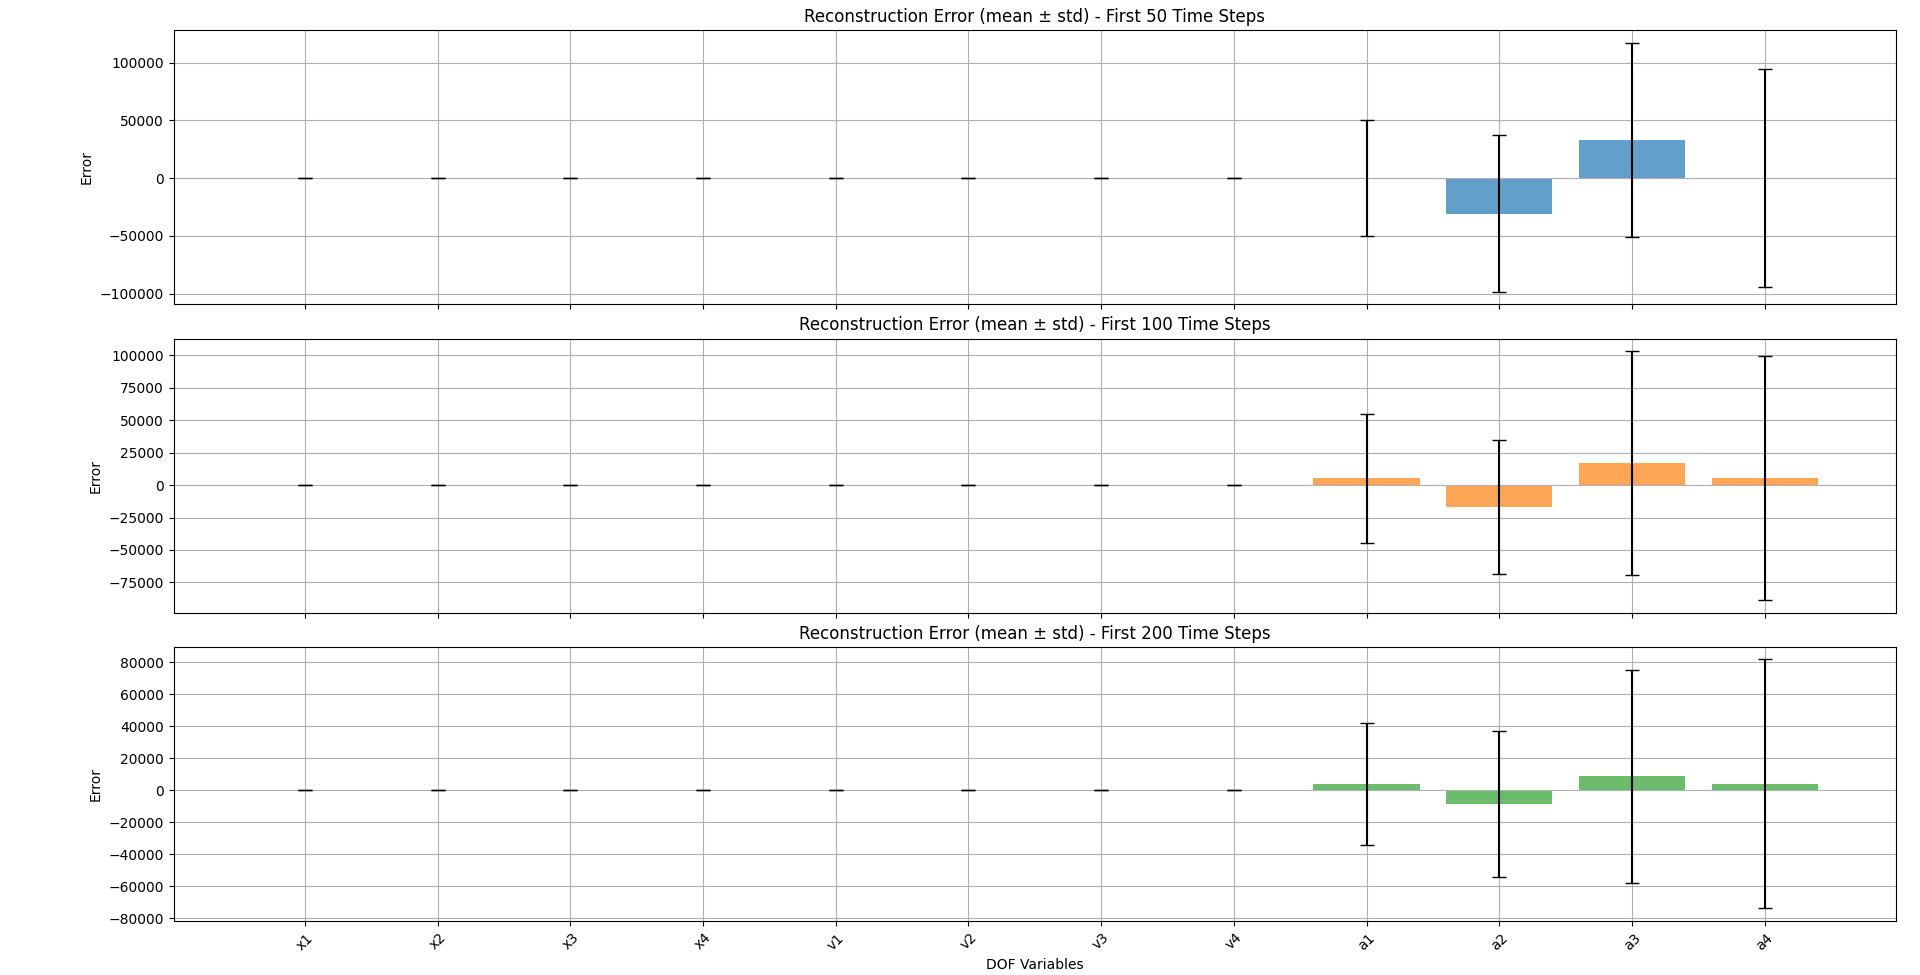 Reconstruction Error (mean ± std) - First 50 Time Steps
100000
50000
0
−50000
−100000
Error
Reconstruction Error (mean ± std) - First 100 Time Steps
100000
75000
50000
25000
0
−25000
−50000
−75000
Error
Reconstruction Error (mean ± std) - First 200 Time Steps
80000
60000
40000
20000
0
−20000
−40000
−60000
−80000
Error
x1 x2 x3 x4 v1 v2 v3 v4 a1 a2 a3 a4
DOF Variables